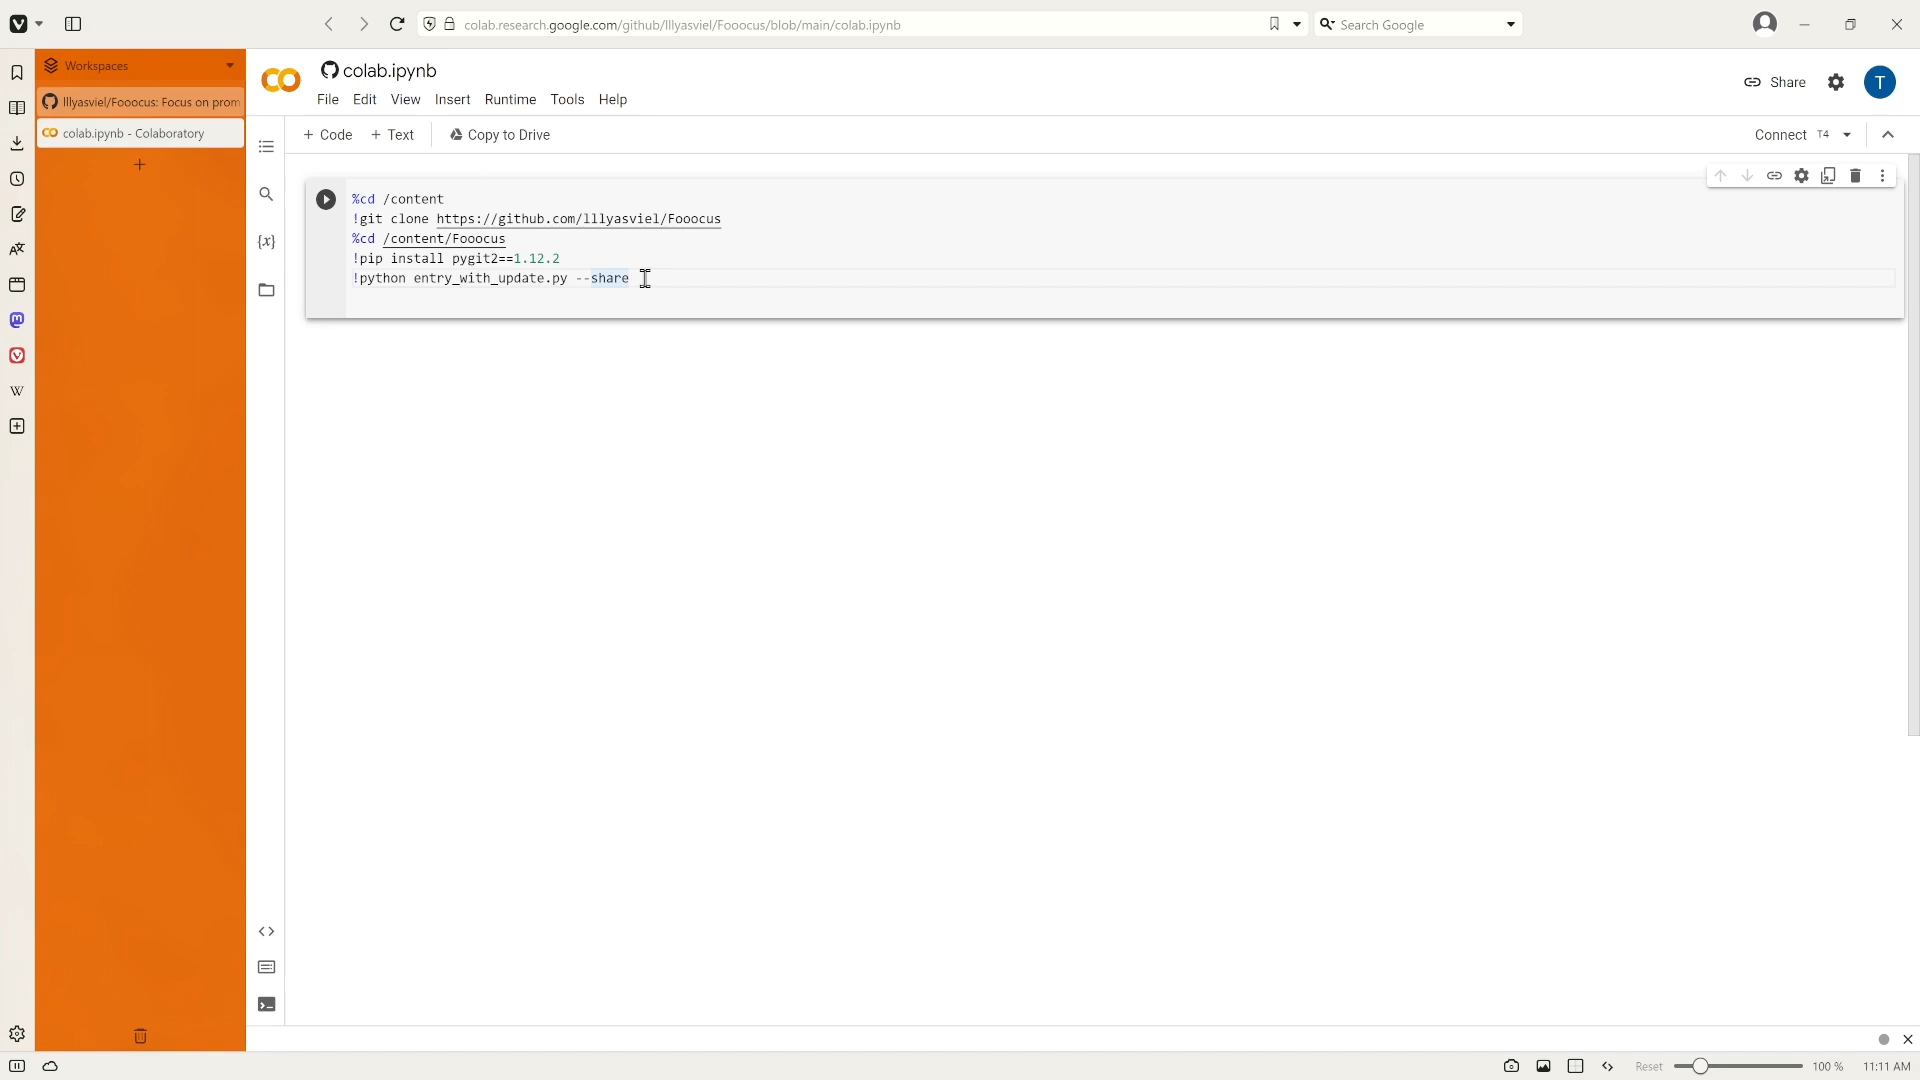 colab.research.google.com/github/lllyasviel/Fooocus/blob/main/colab.ipynb
Search Google
Workspaces
lllyasviel/Fooocus: Focus on prom
colab.ipynb - Colaboratory
colab.ipynb
File Edit View Insert Runtime Tools Help
Share
T
+ Code + Text Copy to Drive
Connect T4
%cd /content
!git clone https://github.com/lllyasviel/Fooocus
%cd /content/Fooocus
!pip install pygit2==1.12.2
!python entry_with_update.py --share
Reset
100 %
11:11 AM